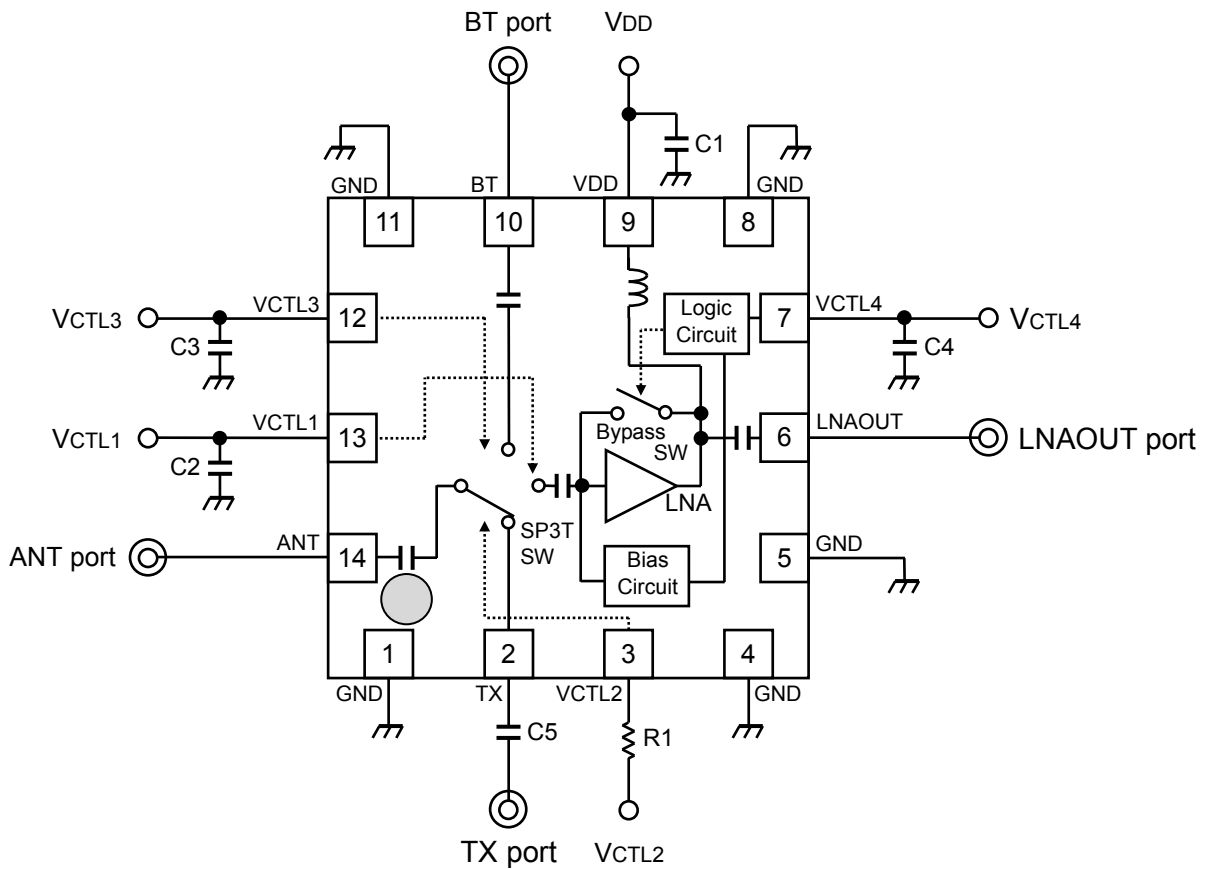 BT port
VDD
C1
GND
BT
VDD
GND
11
10
9
8
VCTL3
VCTL3
12
C3
Logic
Circuit
7
VCTL4
VCTL4
C4
VCTL1
VCTL1
13
C2
Bypass
SW
6
LNAOUT
LNAOUT port
LNA
SP3T
SW
ANT port
ANT
14
Bias
Circuit
5
GND
1
2
3
4
GND
TX
VCTL2
GND
C5
R1
TX port
VCTL2